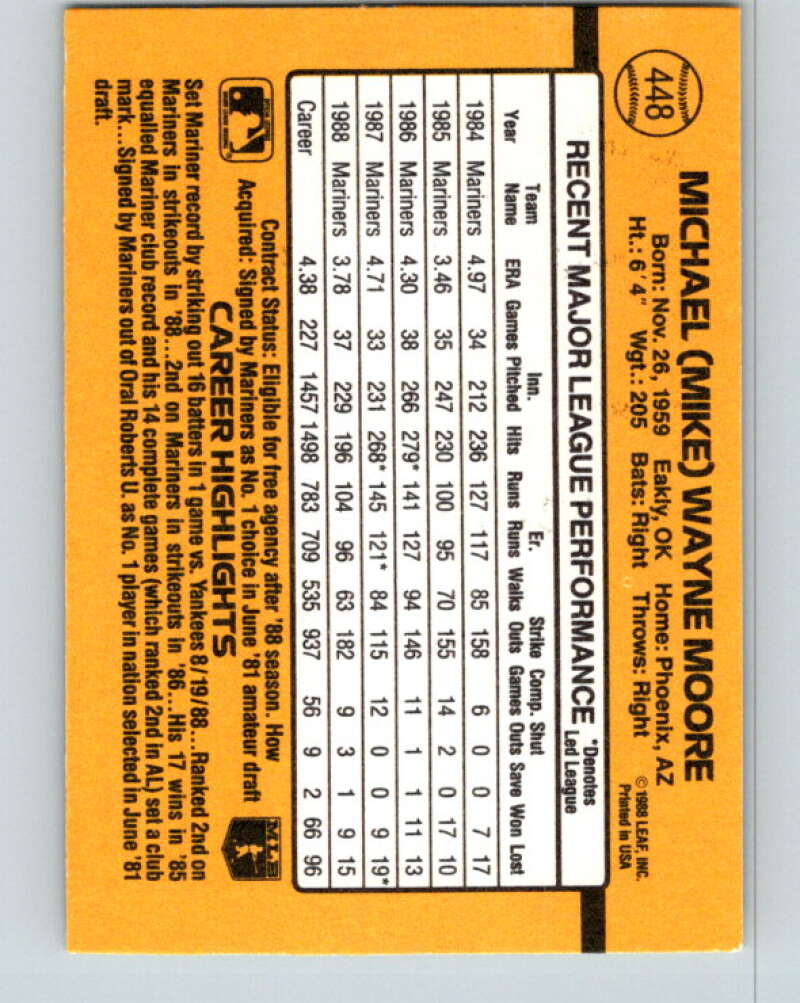 448
MICHAEL (MIKE) WAYNE MOORE
Born: Nov. 26, 1959 Eakly, OK Home: Phoenix, AZ
Ht.: 6'4" Wgt.: 205 Bats: Right Throws: Right
©1988 LEAF, INC.
Printed in USA
RECENT MAJOR LEAGUE PERFORMANCE
*Denotes
Led League
Team Inn. Er. Strike Comp. Shut
Year Name ERA Games Pitched Hits Runs Runs Walks Outs Games Outs Save Won Lost
1984 Mariners 4.97 34 212 236 127 117 85 158 6 0 0 7 17
1985 Mariners 3.46 35 247 230 100 95 70 155 14 2 0 17 10
1986 Mariners 4.30 38 266 279* 141 127 94 146 11 1 1 11 13
1987 Mariners 4.71 33 231 268* 145 121* 84 115 12 0 0 9 19*
1988 Mariners 3.78 37 229 196 104 96 63 182 9 3 1 9 15
Career 4.38 227 1457 1498 783 709 535 937 56 9 2 66 96
Contract Status: Eligible for free agency after '88 season. How
Acquired: Signed by Mariners as No. 1 choice in June '81 amateur draft
MLB
CAREER HIGHLIGHTS
Set Mariner record by striking out 16 batters in 1 game vs. Yankees 8/19/88...Ranked 2nd on
Mariners in strikeouts in '88...2nd on Mariners in strikeouts in '86...His 17 wins in '85
equalled Mariner club record and his 14 complete games (which ranked 2nd in AL) set a club
mark...Signed by Mariners out of Oral Roberts U. as No. 1 player in nation selected in June '81
draft.